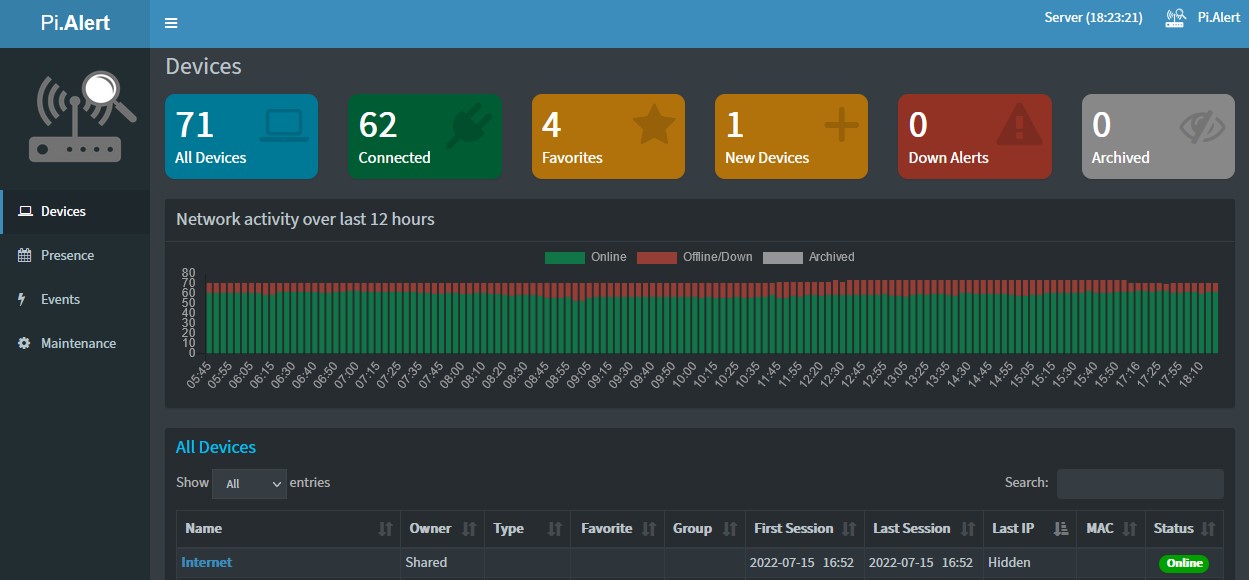 Pi.Alert
Server (18:23:21)
Pi.Alert
Devices
Presence
Events
Maintenance
Devices
71
All Devices
62
Connected
4
Favorites
1
New Devices
0
Down Alerts
0
Archived
Network activity over last 12 hours
Online Offline/Down Archived
80
70
60
50
40
30
20
10
0
05:45 05:55 06:05 06:15 06:30 06:40 06:50 07:00 07:15 07:25 07:35 07:45 08:00 08:10 08:20 08:30 08:45 08:55 09:05 09:15 09:30 09:40 09:50 10:00 10:15 10:25 10:35 11:45 11:55 12:20 12:30 12:45 12:55 13:05 13:25 13:35 14:30 14:45 14:55 15:05 15:15 15:30 15:40 15:50 17:16 17:25 17:55 18:10
All Devices
Show All entries
Search:
Name Owner Type Favorite Group First Session Last Session Last IP MAC Status
Internet Shared 2022-07-15 16:52 2022-07-15 16:52 Hidden Online